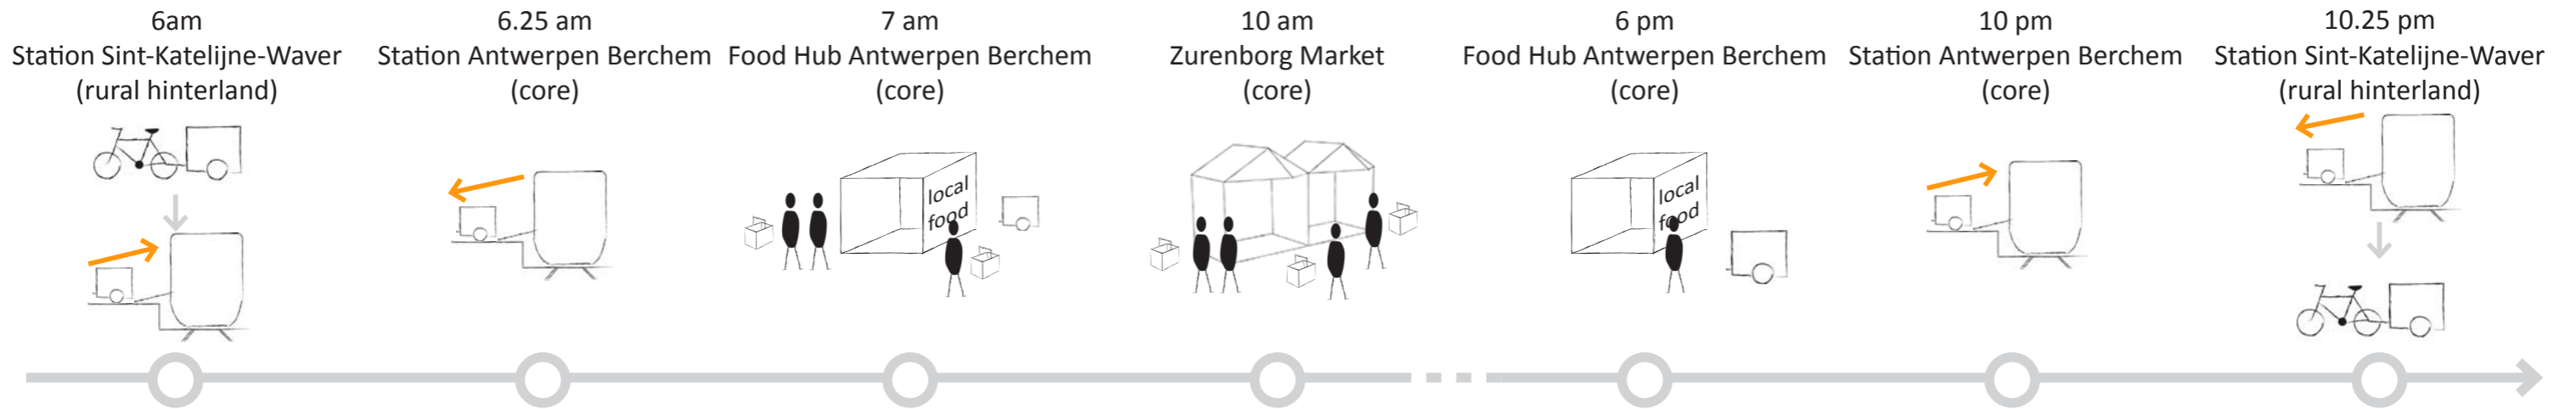 6am
Station Sint-Katelijne-Waver
(rural hinterland)
6.25 am
Station Antwerpen Berchem
(core)
7 am
Food Hub Antwerpen Berchem
(core)
10 am
Zurenborg Market
(core)
6 pm
Food Hub Antwerpen Berchem
(core)
10 pm
Station Antwerpen Berchem
(core)
10.25 pm
Station Sint-Katelijne-Waver
(rural hinterland)
local
food
local
food